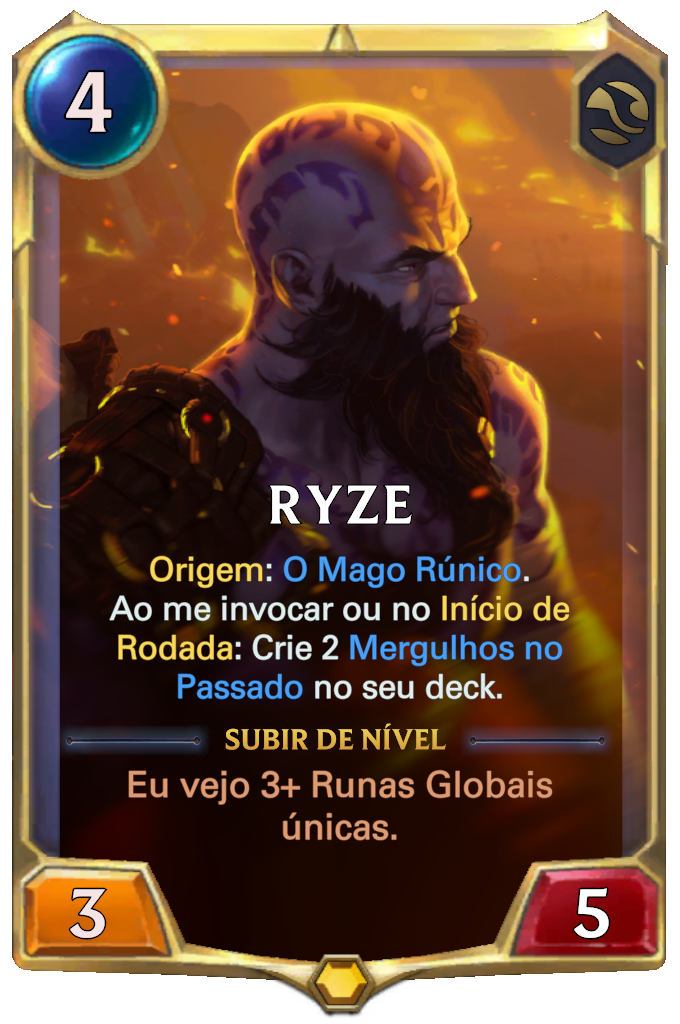 4
RYZE
Origem: O Mago Rúnico.
Ao me invocar ou no Início de
Rodada: Crie 2 Mergulhos no
Passado no seu deck.
SUBIR DE NÍVEL
Eu vejo 3+ Runas Globais
únicas.
3
5